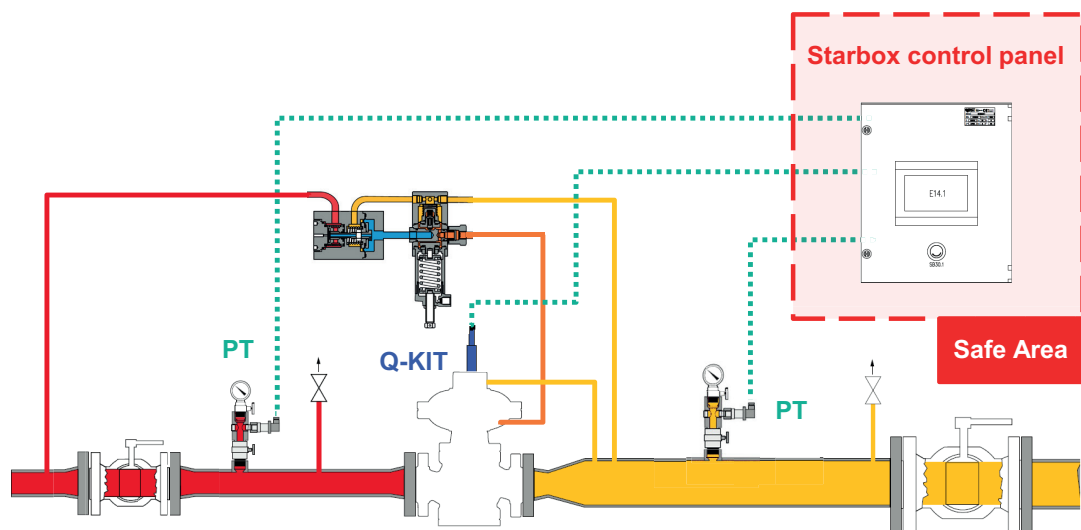 Starbox control panel
E14.1
SB30.1
Safe Area
PT
Q-KIT
PT